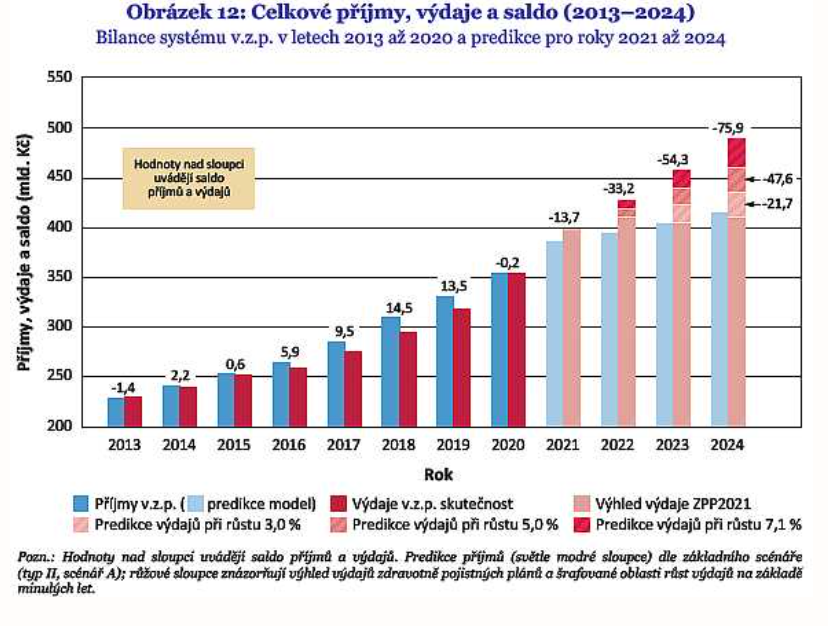 Obrázek 12: Celkové příjmy, výdaje a saldo (2013–2024)
Bilance systému v.z.p. v letech 2013 až 2020 a predikce pro roky 2021 až 2024
Příjmy, výdaje a saldo (mld. Kč)
550
500
450
400
350
300
250
200
Hodnoty nad sloupci
uvádějí saldo
příjmů a výdajů
-1,4
2,2
0,6
5,9
9,5
14,5
13,5
-0,2
-13,7
-33,2
-54,3
-75,9
-47,6
-21,7
2013 2014 2015 2016 2017 2018 2019 2020 2021 2022 2023 2024
Rok
Příjmy v.z.p. ( predikce model) Výdaje v.z.p. skutečnost Výhled výdaje ZPP2021
Predikce výdajů při růstu 3,0 % Predikce výdajů při růstu 5,0 % Predikce výdajů při růstu 7,1 %
Pozn.: Hodnoty nad sloupci uvádějí saldo příjmů a výdajů. Predikce příjmů (světle modré sloupce) dle základního scénáře
(typ II, scénář A); růžové sloupce znázorňují výhled výdajů zdravotně pojistných plánů a šrafované oblasti růst výdajů na základě
minulých let.